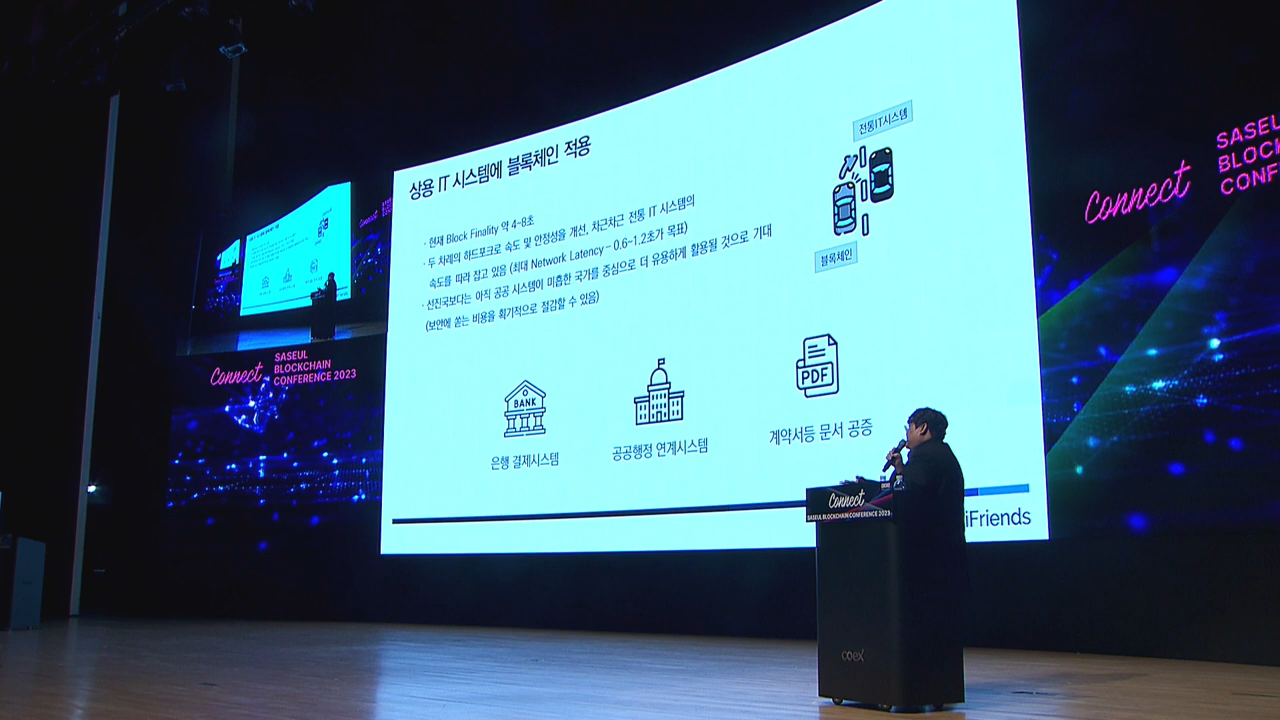 상용 IT 시스템에 블록체인 적용
· 현재 Block Finality 약 4~8초
· 두 차례의 하드포크로 속도 및 안정성을 개선, 차근차근 전통 IT 시스템의
속도를 따라 잡고 있음 (최대 Network Latency – 0.6~1.2초가 목표)
· 선진국보다는 아직 공공 시스템이 미흡한 국가를 중심으로 더 유용하게 활용될 것으로 기대
(보안에 쏟는 비용을 획기적으로 절감할 수 있음)
전통IT시스템
블록체인
BANK
PDF
은행 결제시스템
공공행정 연계시스템
계약서등 문서 공증
iFriends
Connect
SASEUL
BLOCKCHAIN
CONFERENCE 2023
Connect
SASEUL
BLOCK
CONFE
Connect
SASEUL BLOCKCHAIN CONFERENCE 2023
coex